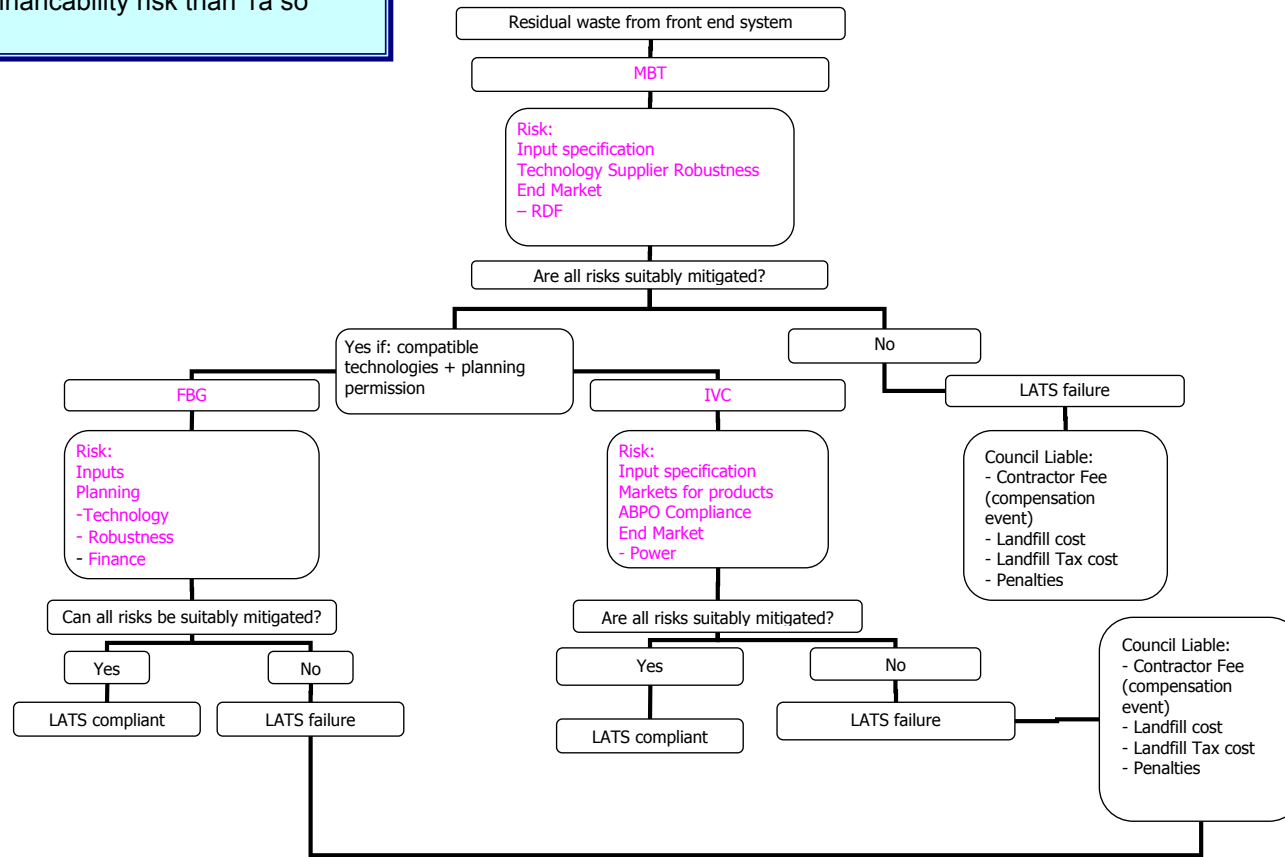 financability risk than 1a so
Residual waste from front end system
MBT
Risk:
Input specification
Technology Supplier Robustness
End Market
– RDF
Are all risks suitably mitigated?
Yes if: compatible
technologies + planning
permission
No
FBG
IVC
LATS failure
Risk:
Inputs
Planning
-Technology
- Robustness
- Finance
Risk:
Input specification
Markets for products
ABPO Compliance
End Market
- Power
Council Liable:
- Contractor Fee
(compensation
event)
- Landfill cost
- Landfill Tax cost
- Penalties
Can all risks be suitably mitigated?
Are all risks suitably mitigated?
Yes
No
Yes
No
LATS compliant
LATS failure
LATS compliant
LATS failure
Council Liable:
- Contractor Fee
(compensation
event)
- Landfill cost
- Landfill Tax cost
- Penalties